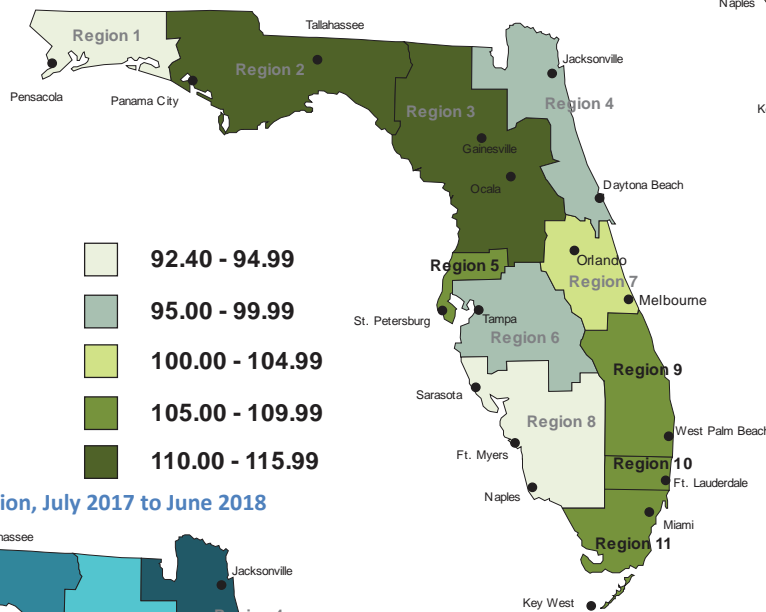 Naples
Tallahassee
Region 1
Jacksonville
Region 2
Pensacola
Panama City
Region 4
Region 3
Gainesville
Ocala
Daytona Beach
92.40 - 94.99
Orlando
Region 5
Region 7
95.00 - 99.99
Melbourne
St. Petersburg
Tampa
Region 6
100.00 - 104.99
Region 9
Sarasota
105.00 - 109.99
Region 8
West Palm Beach
Ft. Myers
110.00 - 115.99
Region 10
Ft. Lauderdale
Naples
ion, July 2017 to June 2018
Miami
hassee
Region 11
Jacksonville
Key West